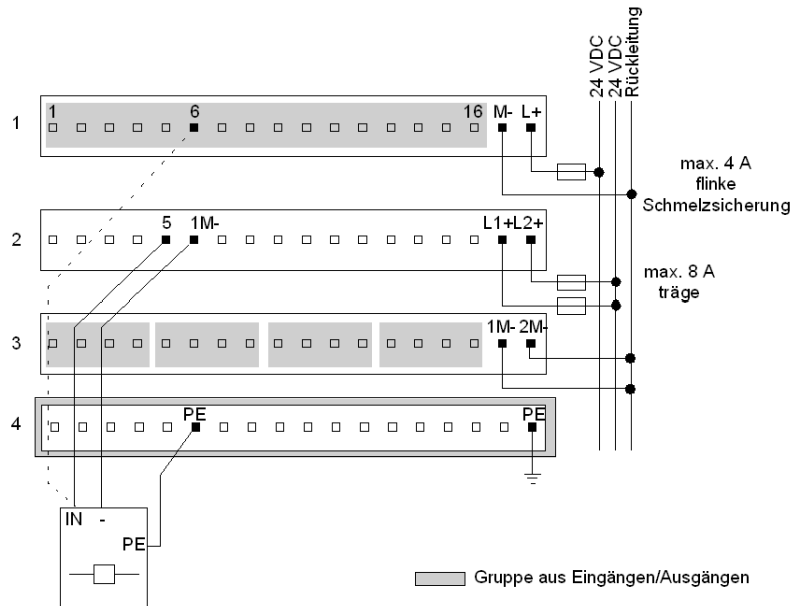 24 VDC
24 VDC
Rückleitung
1
1 6 16 M- L+
max. 4 A
flinke
Schmelzsicherung
2
5 1M- L1+ L2+
max. 8 A
träge
3
1M- 2M-
4
PE PE
IN -
PE
Gruppe aus Eingängen/Ausgängen